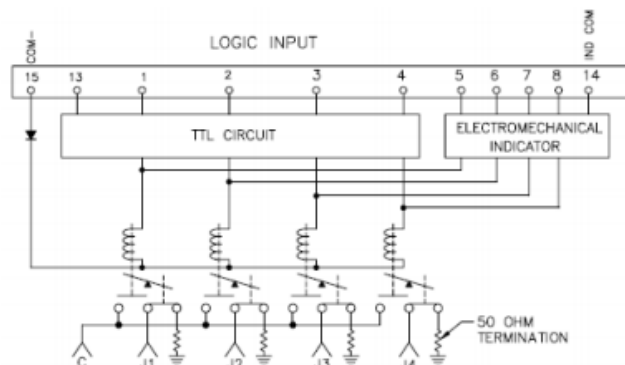 COM-
LOGIC INPUT
IND COM
15 13 1 2 3 4 5 6 7 8 14
TTL CIRCUIT
ELECTROMECHANICAL
INDICATOR
50 OHM
TERMINATION
C J1 J2 J3 J4